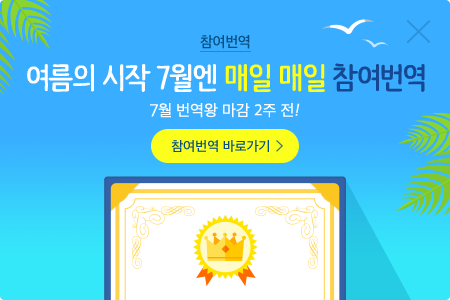 참여번역
여름의 시작 7월엔 매일 매일 참여번역
7월 번역왕 마감 2주 전!
참여번역 바로가기 >